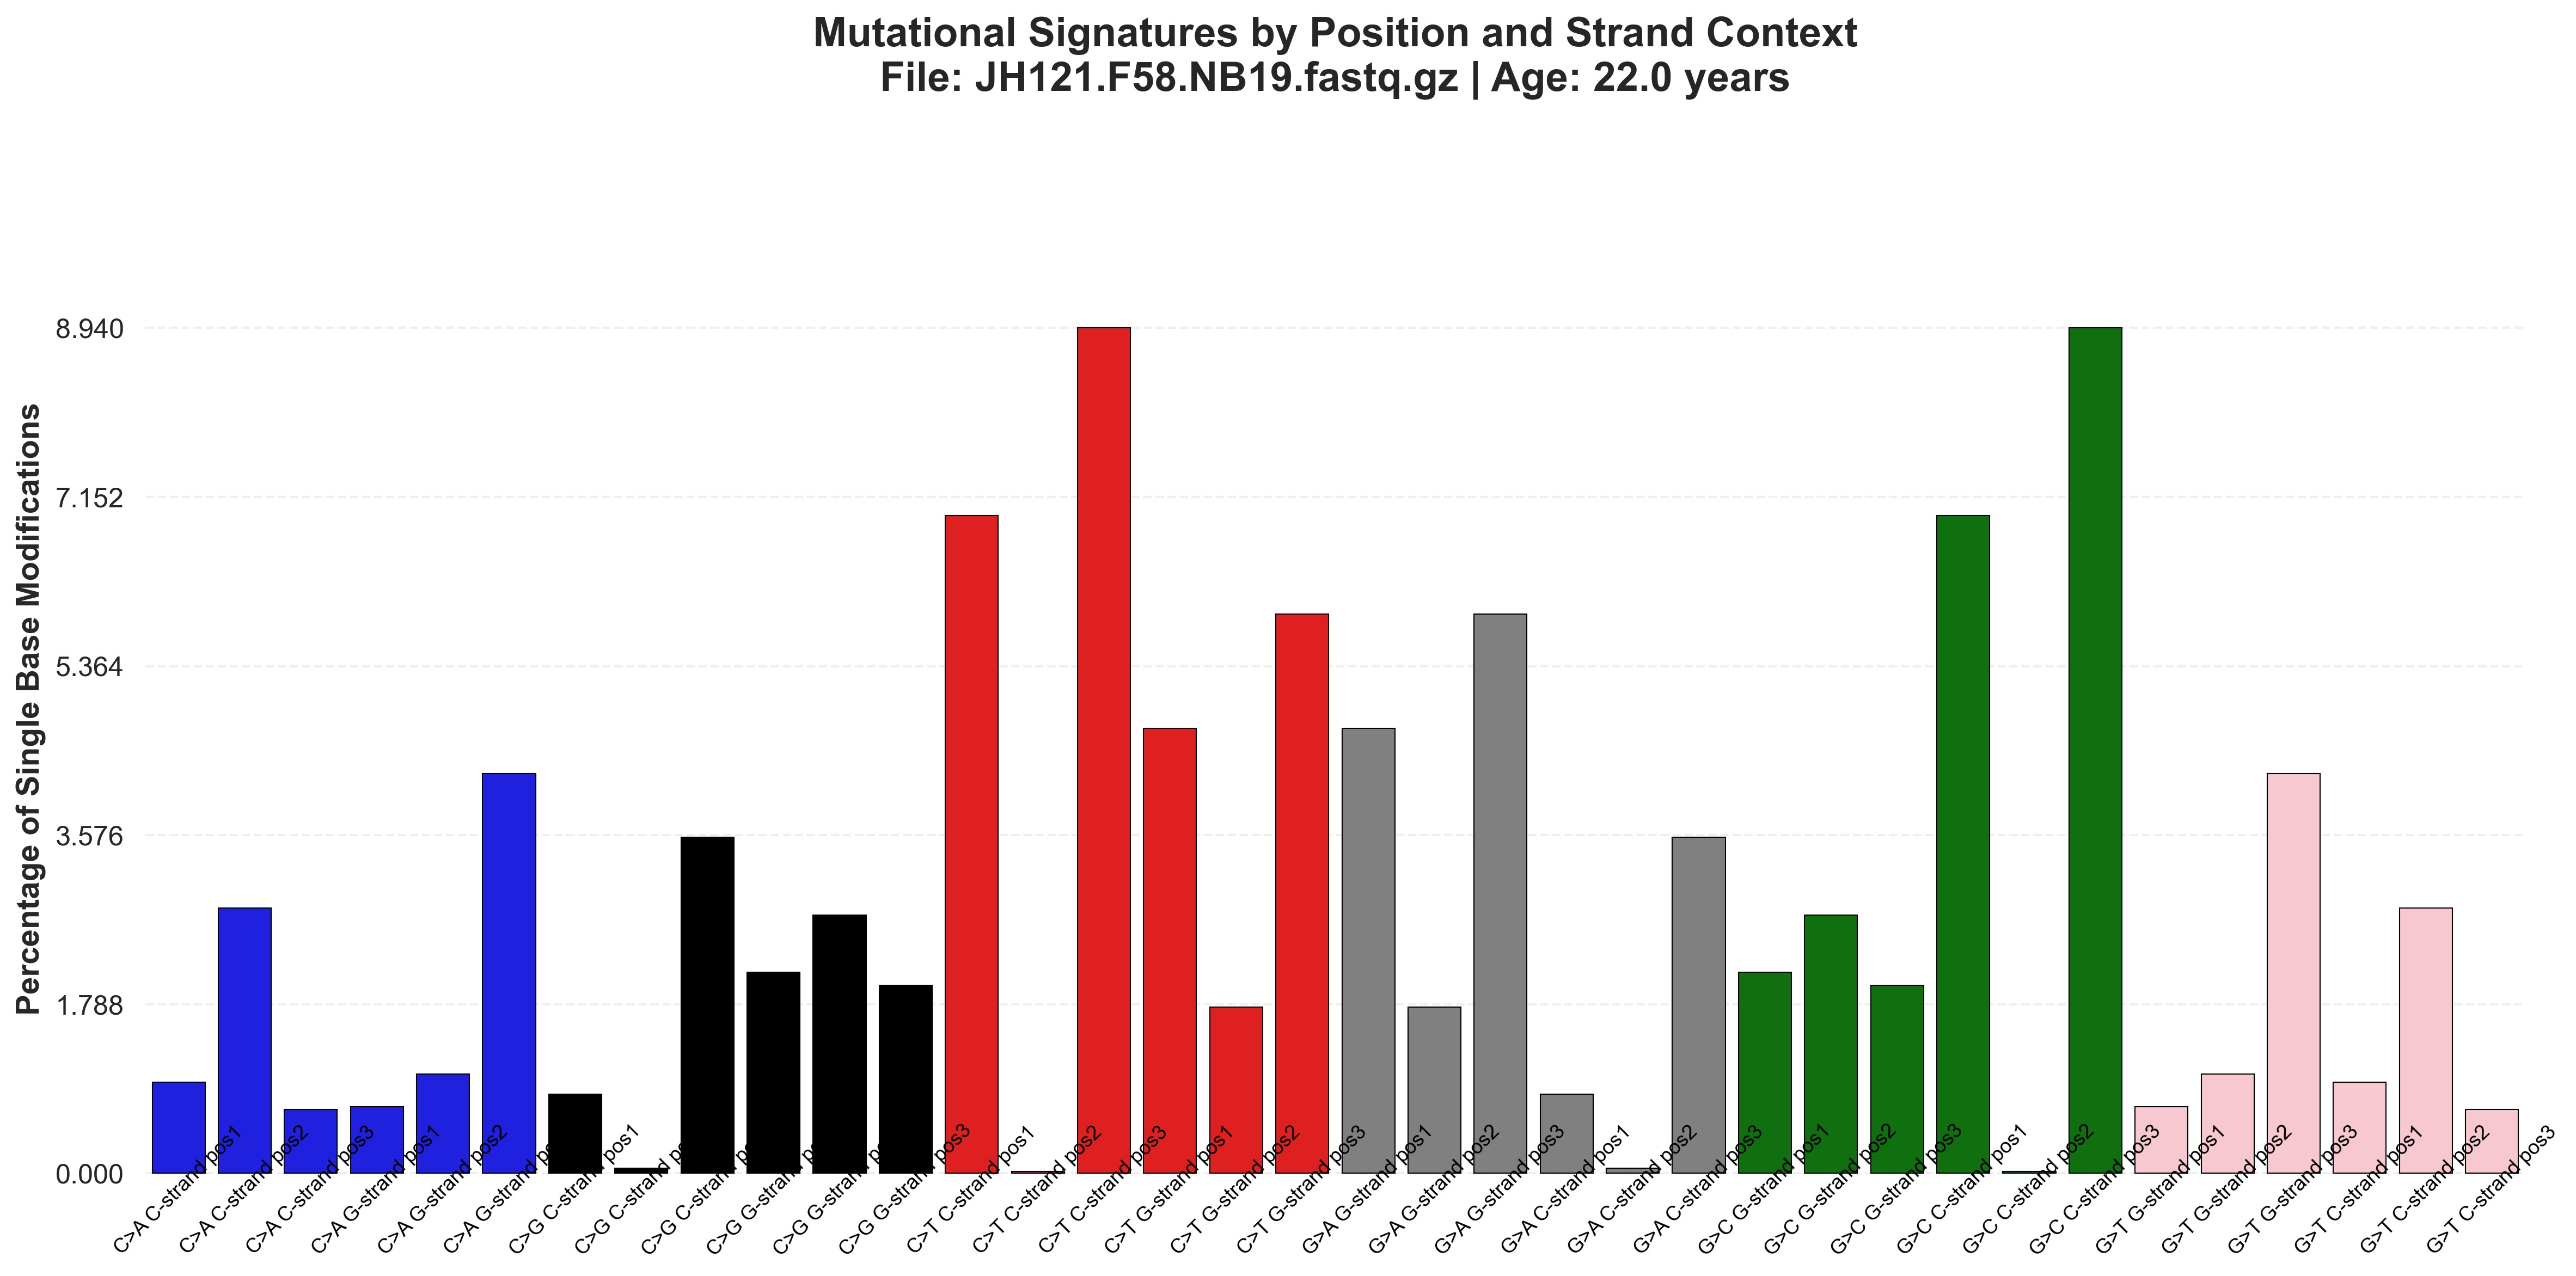 Mutational Signatures by Position and Strand Context
File: JH121.F58.NB19.fastq.gz | Age: 22.0 years
Percentage of Single Base Modifications
8.940
7.152
5.364
3.576
1.788
0.000
C>A C-strand pos1
C>A C-strand pos2
C>A C-strand pos3
C>A G-strand pos1
C>A G-strand pos2
C>A G-strand
C>G C-strand pos1
C>G C-strand
C>G C-strand
C>G G-strand
C>G G-strand
C>G G-strand pos3
C>T C-strand pos1
C>T C-strand pos2
C>T C-strand pos3
C>T G-strand pos1
C>T G-strand pos2
C>T G-strand pos3
G>A G-strand pos1
G>A G-strand pos2
G>A G-strand pos3
G>A C-strand pos1
G>A C-strand pos2
G>A C-strand pos3
G>C G-strand pos1
G>C G-strand pos2
G>C G-strand pos3
G>C C-strand pos1
G>C C-strand pos2
G>C C-strand pos3
G>T G-strand pos1
G>T G-strand pos2
G>T G-strand pos3
G>T C-strand pos1
G>T C-strand pos2
G>T C-strand pos3